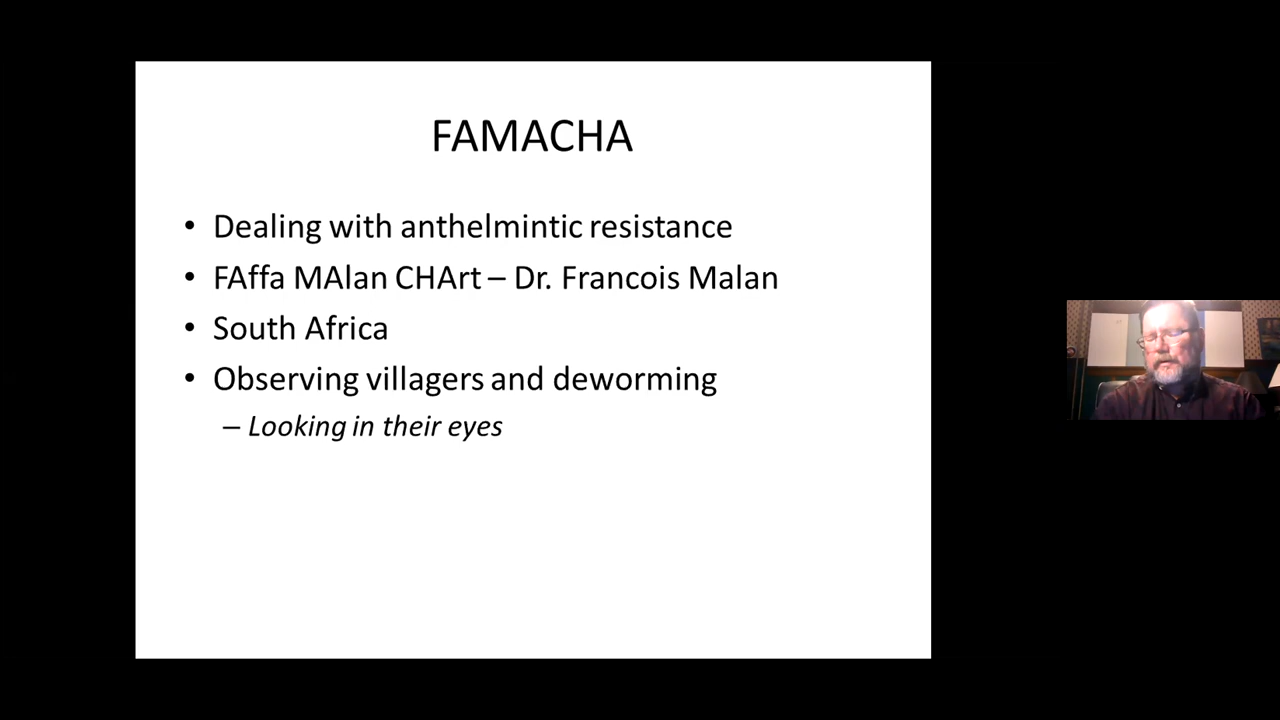 FAMACHA
• Dealing with anthelmintic resistance
• FAffa MAlan CHArt – Dr. Francois Malan
• South Africa
• Observing villagers and deworming
– Looking in their eyes